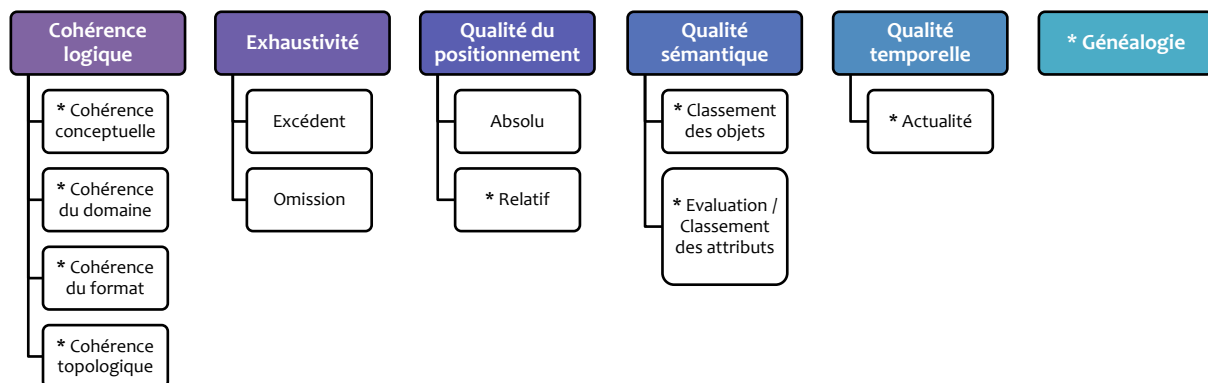 Cohérence
logique
Exhaustivité
Qualité du
positionnement
Qualité
sémantique
Qualité
temporelle
* Généalogie
* Cohérence
conceptuelle
* Cohérence
du domaine
* Cohérence
du format
* Cohérence
topologique
Excédent
Omission
Absolu
* Relatif
* Classement
des objets
* Evaluation /
Classement
des attributs
* Actualité